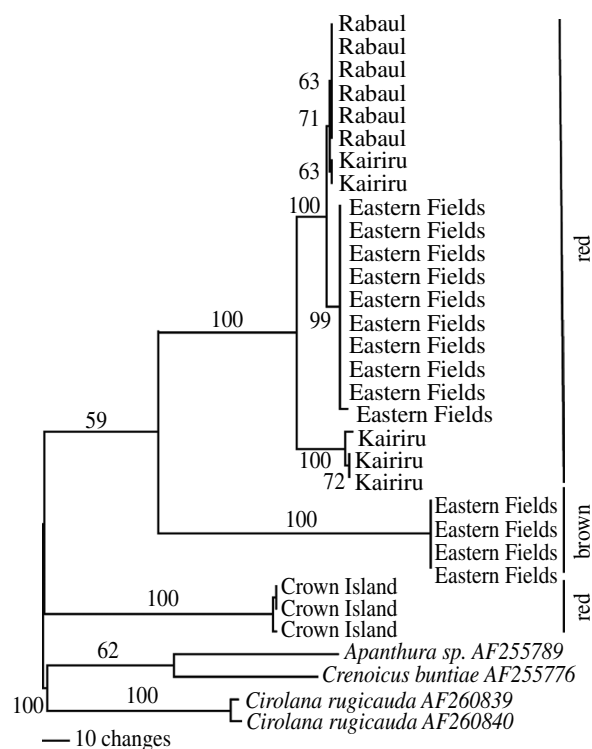 Rabaul
Rabaul
63
Rabaul
Rabaul
71
Rabaul
Rabaul
Kairiru
63
Kairiru
100
Eastern Fields
Eastern Fields
Eastern Fields
Eastern Fields
Eastern Fields
100
99
Eastern Fields
Eastern Fields
Eastern Fields
Eastern Fields
Eastern Fields
red
59
Kairiru
100
Kairiru
72
Kairiru
Eastern Fields
100
Eastern Fields
Eastern Fields
Eastern Fields
brown
Crown Island
100
Crown Island
Crown Island
red
Apanthura sp. AF255789
62
Crenoicus buntiae AF255776
100
100
Cirolana rugicauda AF260839
Cirolana rugicauda AF260840
10 changes